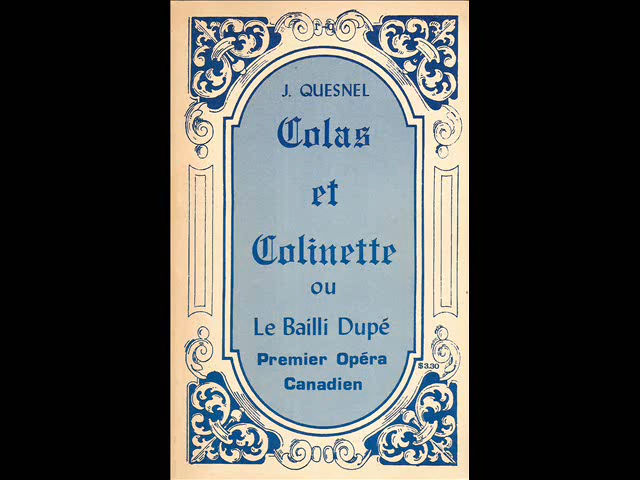 J. QUESNEL
Colas
et
Colinette
ou
Le Bailli Dupé
Premier Opéra
$3.30
Canadien